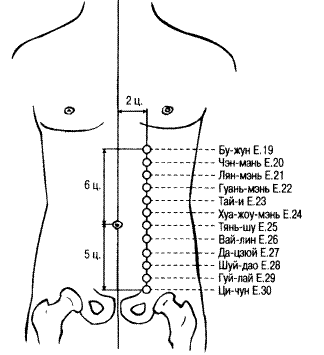 2 ц.
6 ц.
5 ц.
Бу-жун Е.19
Чэн-мань Е.20
Лян-мэнь Е.21
Гуань-мэнь Е.22
Тай-и Е.23
Хуа-жоу-мэнь Е.24
Тянь-шу Е.25
Вай-лин Е.26
Да-цзюй Е.27
Шуй-дао Е.28
Гуй-лай Е.29
Ци-чун Е.30